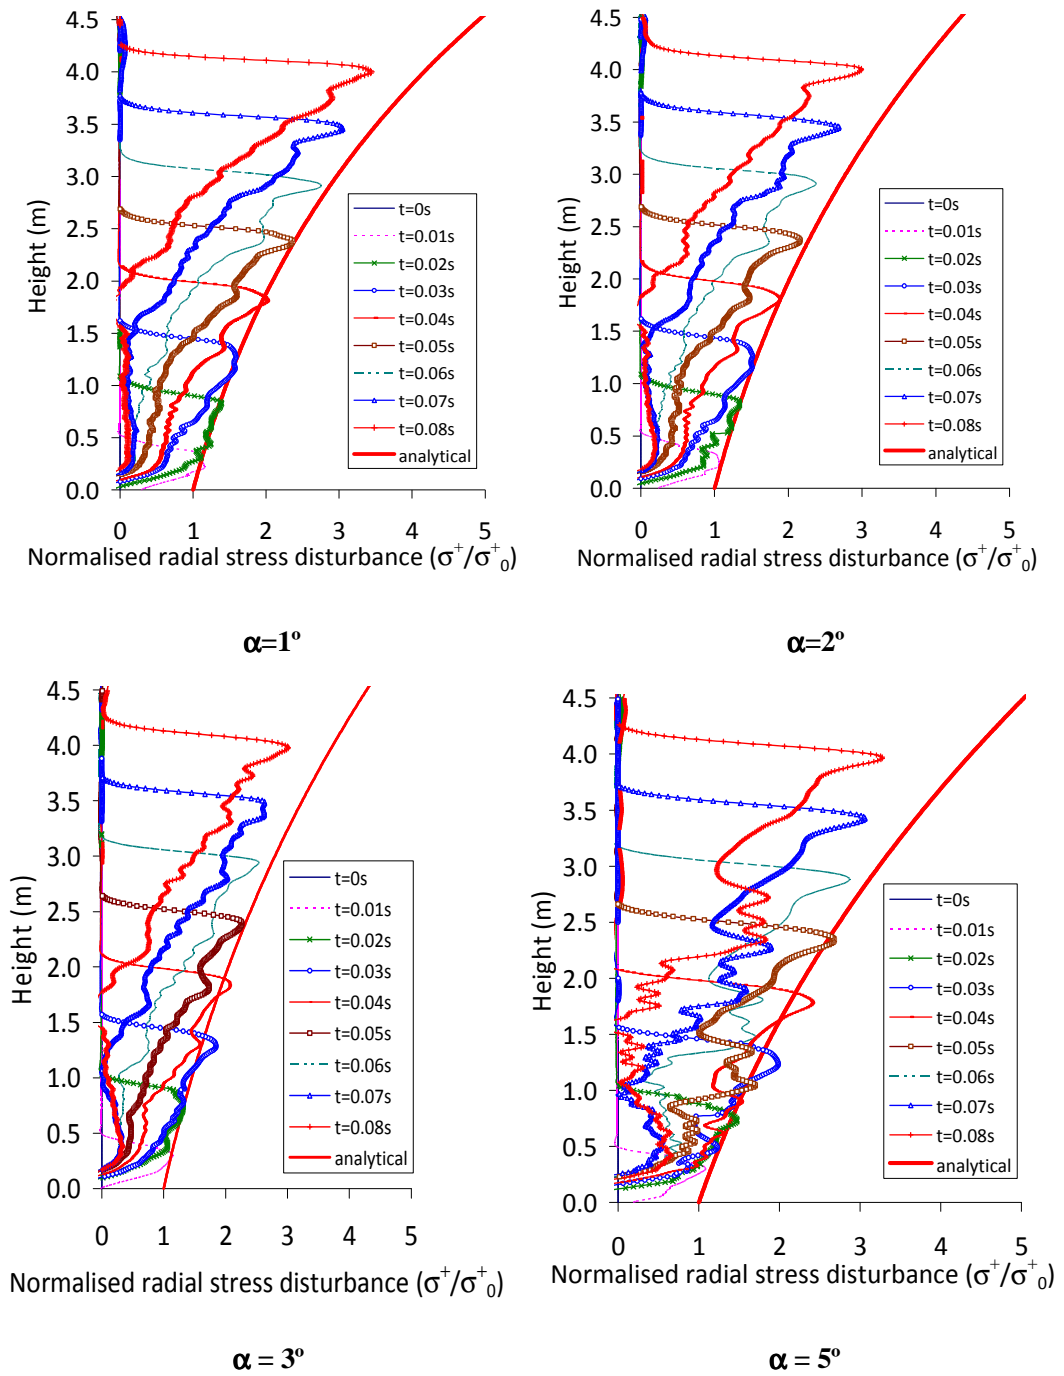 4.5
4.0
3.5
3.0
2.5
2.0
1.5
1.0
0.5
0.0
Height (m)
t=0s
t=0.01s
t=0.02s
t=0.03s
t=0.04s
t=0.05s
t=0.06s
t=0.07s
t=0.08s
analytical
0 1 2 3 4 5
Normalised radial stress disturbance (σ⁺/σ⁺₀)
α=1º
4.5
4.0
3.5
3.0
2.5
2.0
1.5
1.0
0.5
0.0
Height (m)
t=0s
t=0.01s
t=0.02s
t=0.03s
t=0.04s
t=0.05s
t=0.06s
t=0.07s
t=0.08s
analytical
0 1 2 3 4 5
Normalised radial stress disturbance (σ⁺/σ⁺₀)
α=2º
4.5
4.0
3.5
3.0
2.5
2.0
1.5
1.0
0.5
0.0
Height (m)
t=0s
t=0.01s
t=0.02s
t=0.03s
t=0.04s
t=0.05s
t=0.06s
t=0.07s
t=0.08s
analytical
0 1 2 3 4 5
Normalised radial stress disturbance (σ⁺/σ⁺₀)
α = 3º
4.5
4.0
3.5
3.0
2.5
2.0
1.5
1.0
0.5
0.0
Height (m)
t=0s
t=0.01s
t=0.02s
t=0.03s
t=0.04s
t=0.05s
t=0.06s
t=0.07s
t=0.08s
analytical
0 1 2 3 4 5
Normalised radial stress disturbance (σ⁺/σ⁺₀)
α = 5º